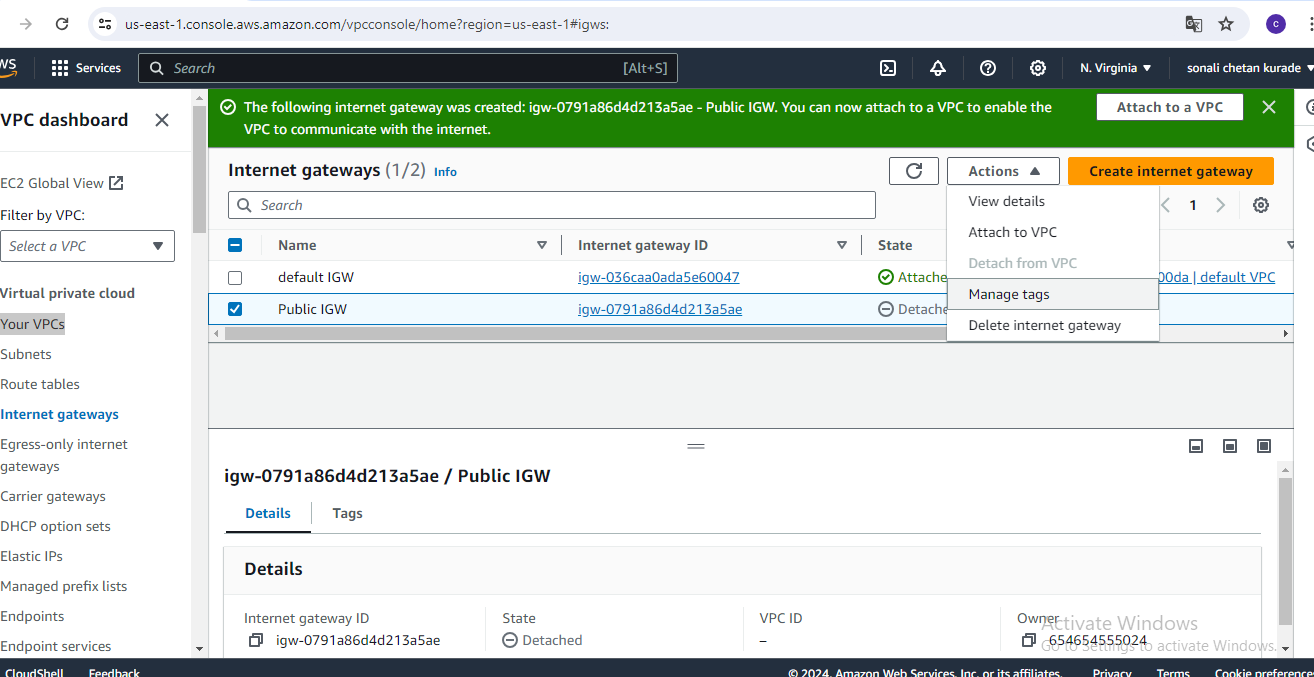 us-east-1.console.aws.amazon.com/vpcconsole/home?region=us-east-1#igws:
C
Services
Search
[Alt+S]
N. Virginia
sonali chetan kurade
VPC dashboard
EC2 Global View
Filter by VPC:
Select a VPC
Virtual private cloud
Your VPCs
Subnets
Route tables
Internet gateways
Egress-only internet
gateways
Carrier gateways
DHCP option sets
Elastic IPs
Managed prefix lists
Endpoints
Endpoint services
The following internet gateway was created: igw-0791a86d4d213a5ae - Public IGW. You can now attach to a VPC to enable the
VPC to communicate with the internet.
Attach to a VPC
Internet gateways (1/2) Info
Actions
Create internet gateway
Search
1
View details
Attach to VPC
Detach from VPC
Manage tags
Delete internet gateway
Name
Internet gateway ID
State
default IGW
igw-036caa0ada5e60047
Attache
00da | default VPC
Public IGW
igw-0791a86d4d213a5ae
Detache
igw-0791a86d4d213a5ae / Public IGW
Details
Tags
Details
Internet gateway ID
igw-0791a86d4d213a5ae
State
Detached
VPC ID
–
Owner
654654555024
Activate Windows
Go to Settings to activate Windows.
CloudShell
Feedback
© 2024, Amazon Web Services, Inc. or its affiliates.
Privacy
Terms
Cookie preference